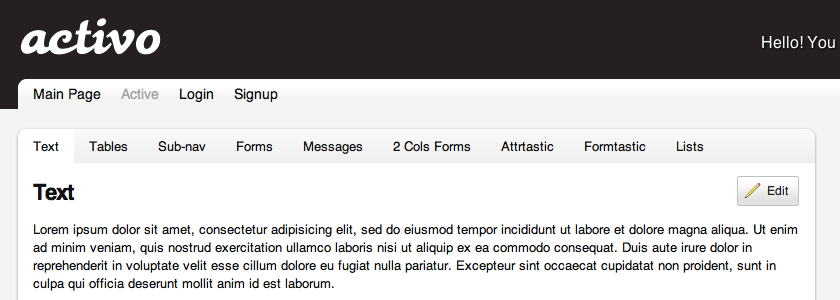 activo
Hello! You
Main Page Active Login Signup
Text Tables Sub-nav Forms Messages 2 Cols Forms Attrtastic Formtastic Lists
Text
Edit
Lorem ipsum dolor sit amet, consectetur adipisicing elit, sed do eiusmod tempor incididunt ut labore et dolore magna aliqua. Ut enim
ad minim veniam, quis nostrud exercitation ullamco laboris nisi ut aliquip ex ea commodo consequat. Duis aute irure dolor in
reprehenderit in voluptate velit esse cillum dolore eu fugiat nulla pariatur. Excepteur sint occaecat cupidatat non proident, sunt in
culpa qui officia deserunt mollit anim id est laborum.